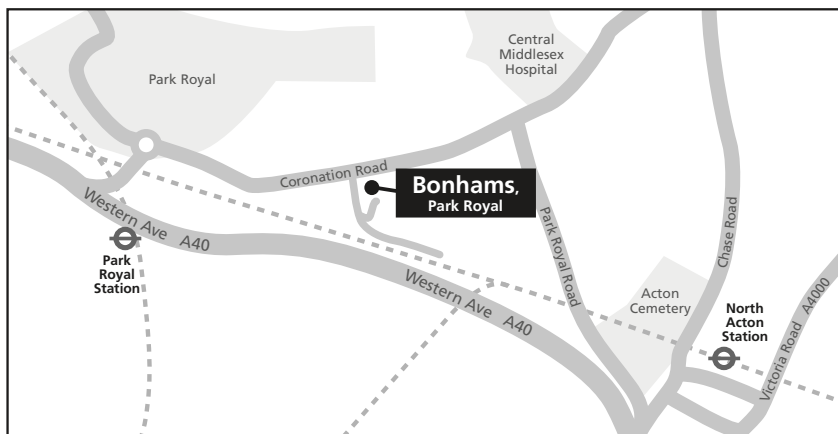 Central
Middlesex
Hospital
Park Royal
Coronation Road
Bonhams,
Park Royal
Western Ave A40
Park
Royal
Station
Park Royal Road
Chase Road
Western Ave A40
Acton
Cemetery
North
Acton
Station
Victoria Road A4000